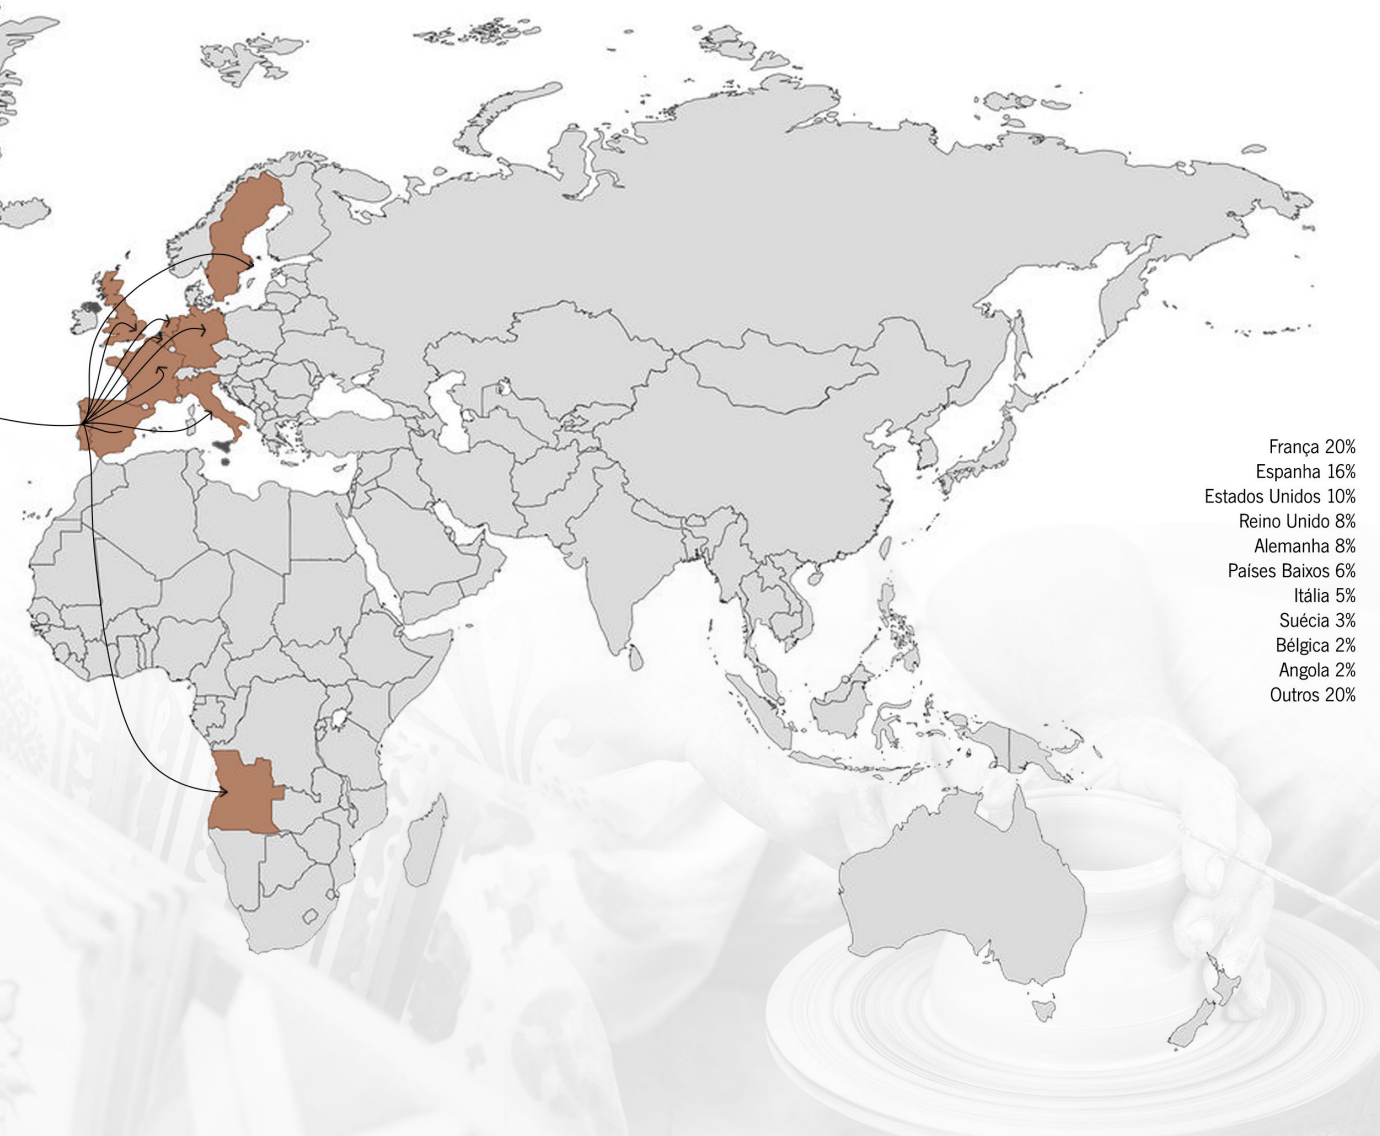 França 20%
Espanha 16%
Estados Unidos 10%
Reino Unido 8%
Alemanha 8%
Países Baixos 6%
Itália 5%
Suécia 3%
Bélgica 2%
Angola 2%
Outros 20%